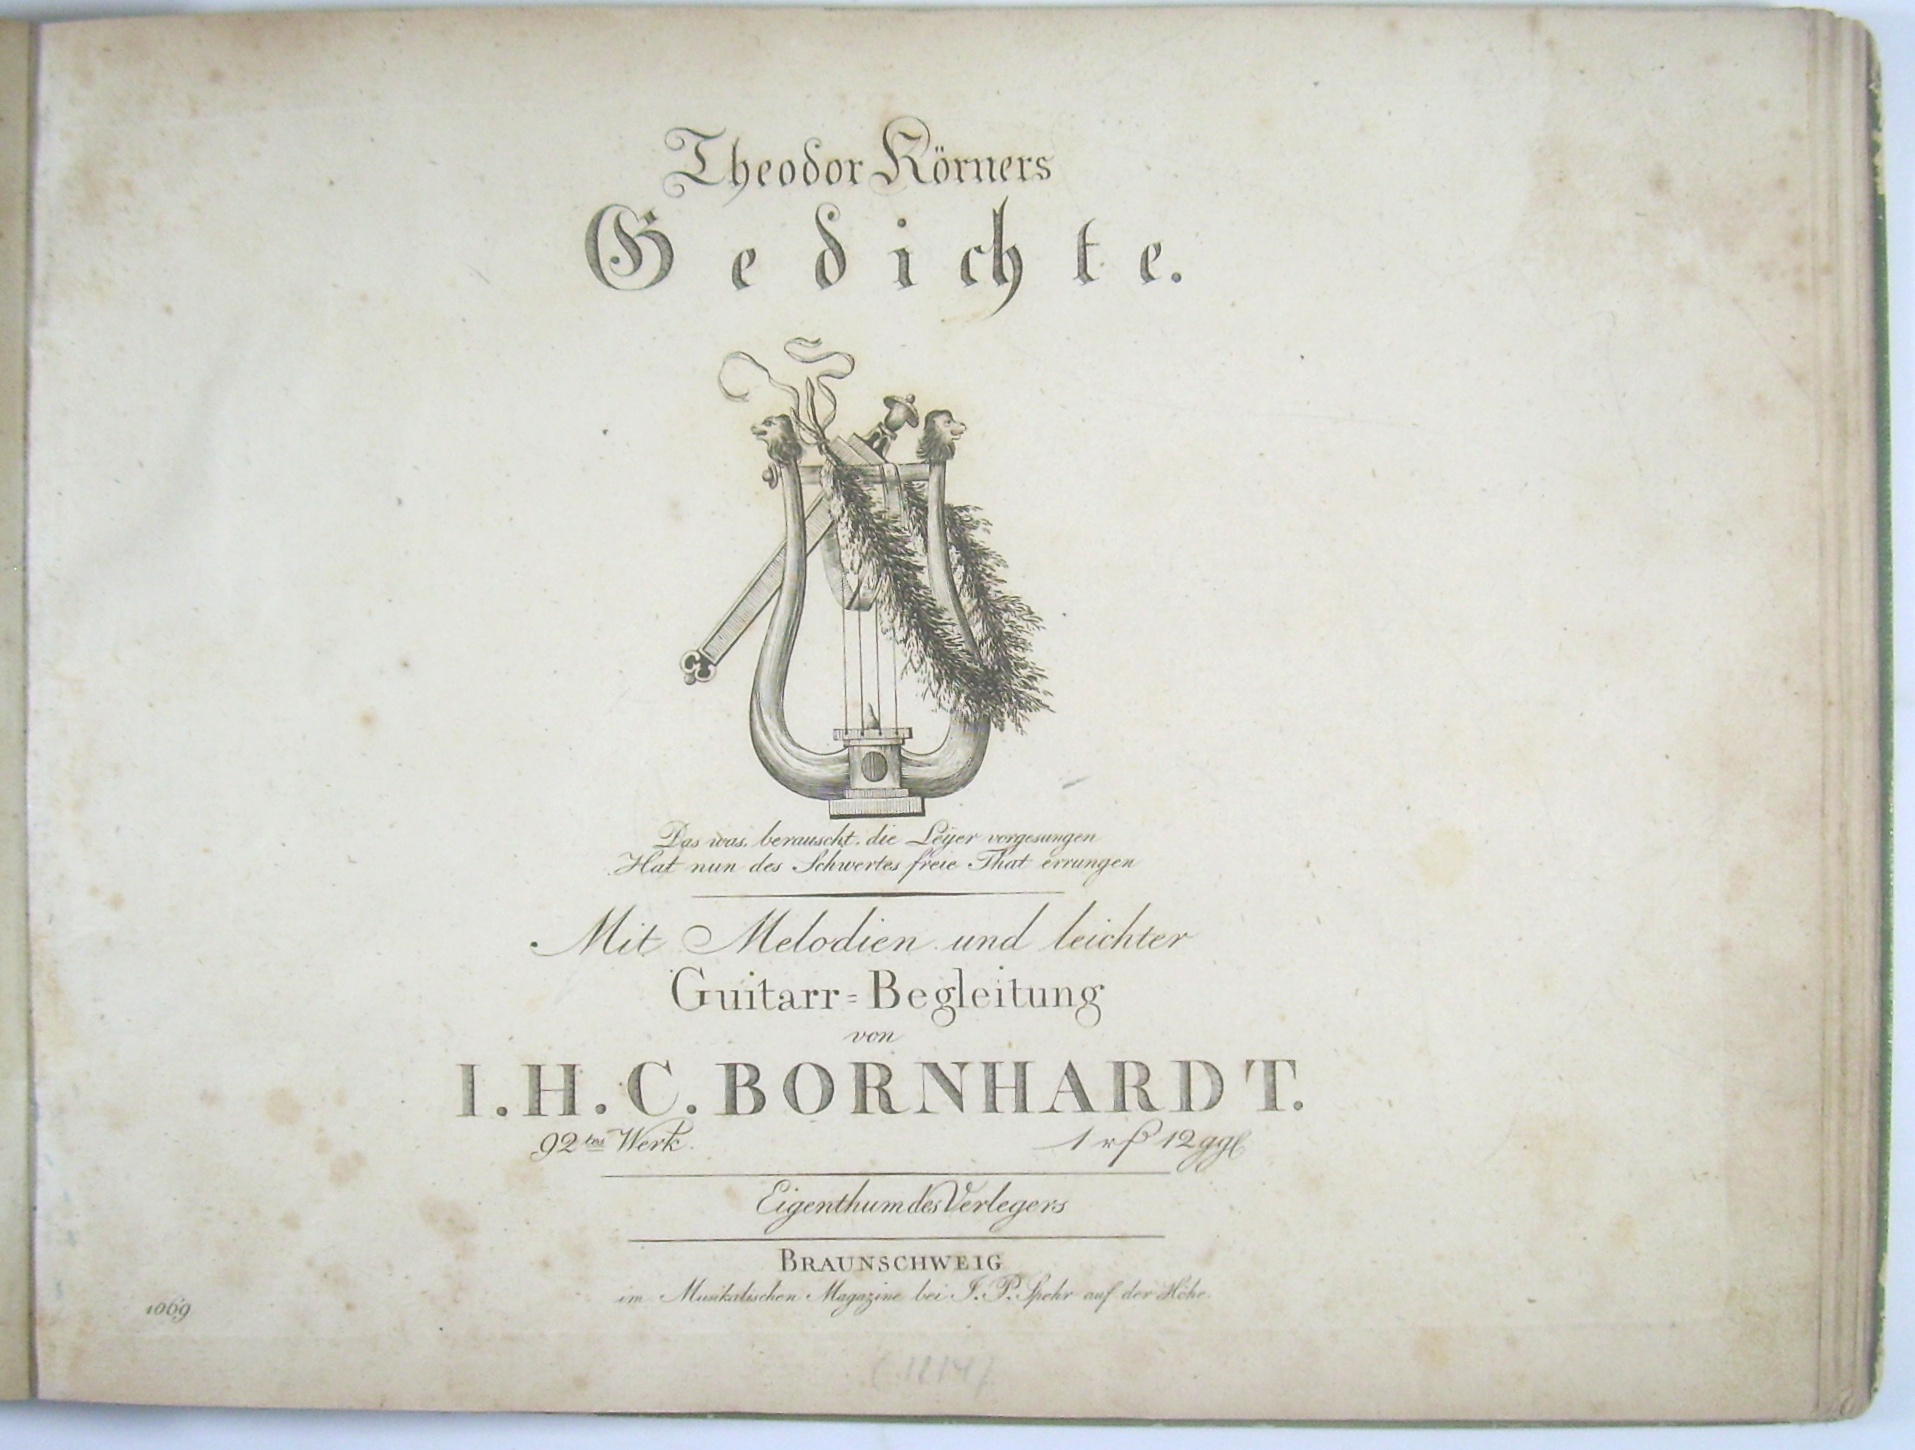 Theodor Körners
Gedichte.
Das was, berauscht, die Leÿer vorgesungen
Hat nun des Schwertes freie That errungen
Mit Melodien und leichter
Guitarr=Begleitung
von
I.H.C. BORNHARDT.
92tes Werk.
1 rβ 12 ggl
Eigenthum des Verlegers
BRAUNSCHWEIG
im Musikalischen Magazine bei J. P. Spehr auf der Höhe.
1069